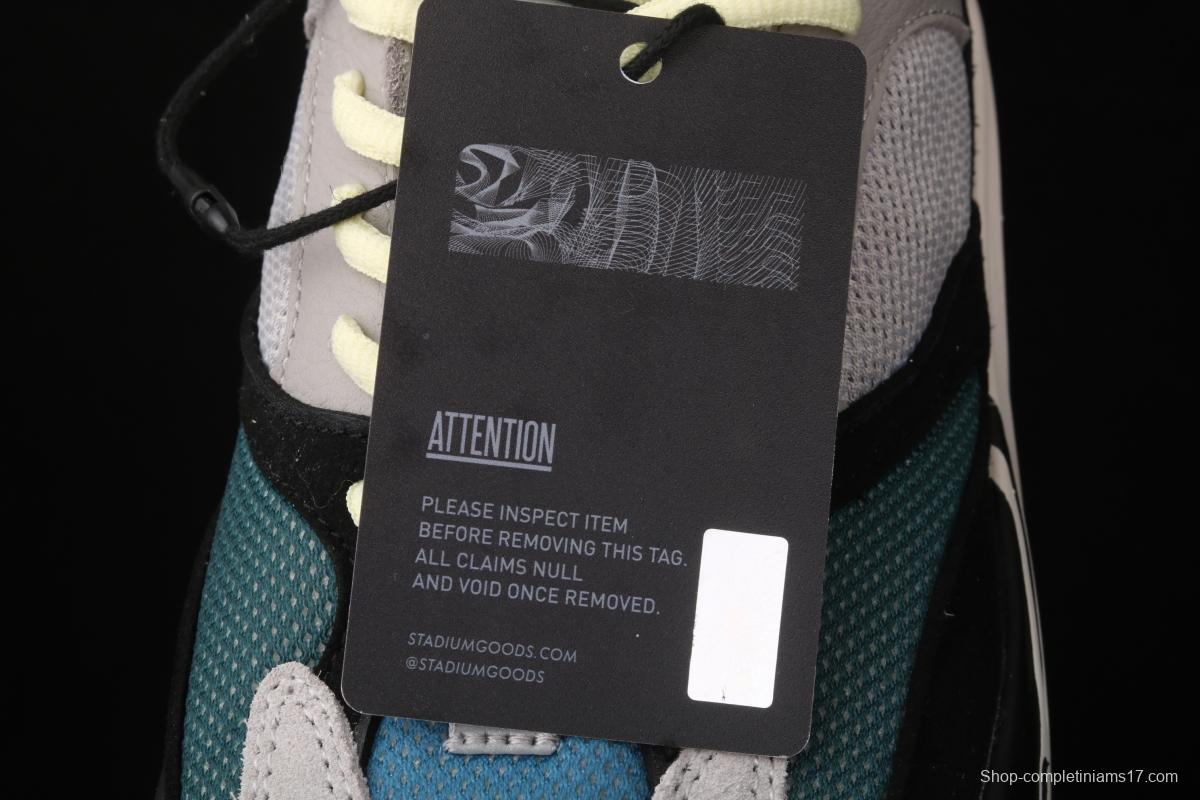 ATTENTION
PLEASE INSPECT ITEM
BEFORE REMOVING THIS TAG.
ALL CLAIMS NULL
AND VOID ONCE REMOVED.
STADIUMGOODS.COM
@STADIUMGOODS
Shop-completiniams17.com